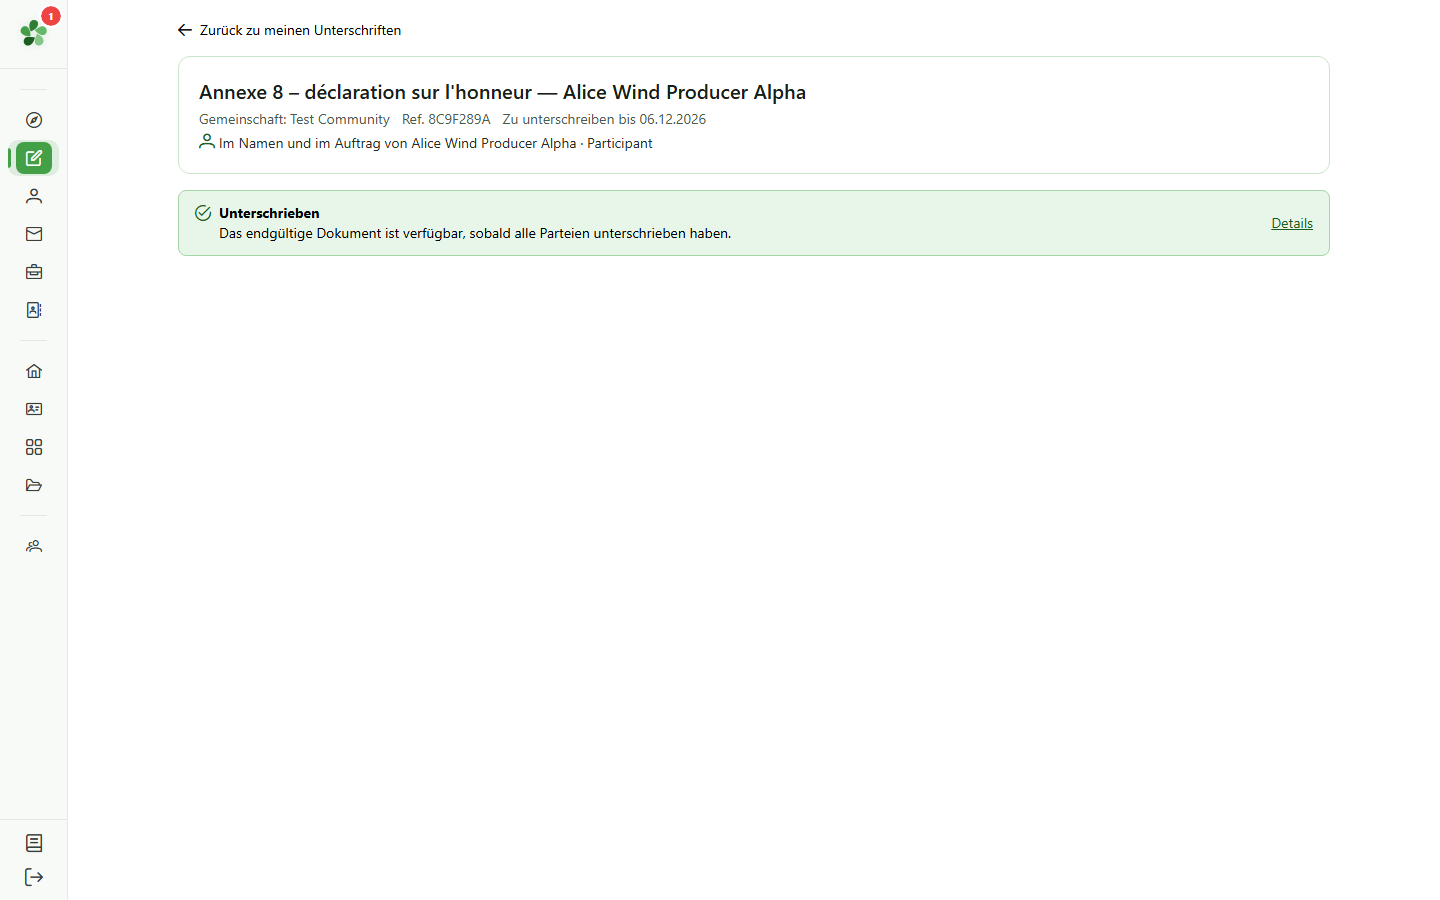 1
Zurück zu meinen Unterschriften
Annexe 8 – déclaration sur l'honneur — Alice Wind Producer Alpha
Gemeinschaft: Test Community Ref. 8C9F289A Zu unterschreiben bis 06.12.2026
Im Namen und im Auftrag von Alice Wind Producer Alpha · Participant
Unterschrieben
Das endgültige Dokument ist verfügbar, sobald alle Parteien unterschrieben haben.
Details